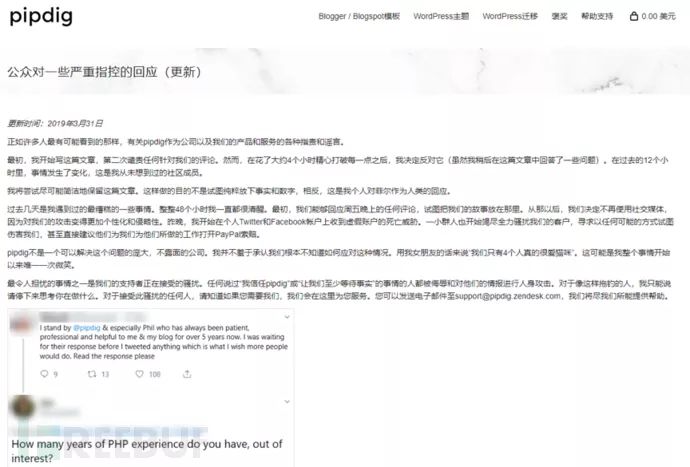 pipdig
Blogger / Blogspot模板 WordPress主题 WordPress迁移 褒奖 帮助支持 0.00 美元
公众对一些严重指控的回应（更新）
更新时间：2019年3月31日
正如许多人最有可能看到的那样，有关pipdig作为公司以及我们的产品和服务的各种指责和谣言。
最初，我开始写这篇文章，第二次谴责任何针对我们的评论。然而，在花了大约4个小时精心打破每一点之后，我决定反对它（虽然我稍后在这篇文章中回答了一些问题）。在过去的12个小
时里，事情发生了变化，这是我从未想到过的社区成员。
我将尝试尽可能简洁地保留这篇文章。这样做的目的不是试图纯粹放下事实和数字，相反，这是我个人对菲尔作为人类的回应。
过去几天是我遇到过的最糟糕的一些事情。整整48个小时我一直都很清醒。最初，我们能够回应周五晚上的任何评论，试图把我们的故事放在那里。从那以后，我们决定不再使用社交媒体，
因为对我们的攻击变得更加个性化和侵略性。昨晚，我开始在个人Twitter和Facebook帐户上收到虚假账户的死亡威胁。一小群人也开始竭尽全力骚扰我们的客户，寻求以任何可能的方式试图
伤害我们，甚至直接建议他们为我们为他们所做的工作打开PayPal索赔。
pipdig不是一个可以解决这个问题的庞大，不露面的公司。我并不羞于承认我们根本不知道如何应对这种情况。用我女朋友的话来说“我们只有4个人真的很爱猫咪”。这可能是我整个事情开始
以来唯一一次微笑。
最令人担忧的事情之一是我们的支持者正在接受的骚扰。任何说过“我信任pipdig”或“让我们至少等待事实”的事情的人都被侮辱和对他们的情报进行人身攻击。对于像这样拖钓的人，我只能说
请停下来思考你在做什么。对于接受此骚扰的任何人，请知道如果您需要我们，我们会在这里为您服务。您可以发送电子邮件至support@pipdig.zendesk.com，我们将尽我们所能提供帮助。
I stand by @pipdig & especially Phil who has always been patient,
professional and helpful to me & my blog for over 5 years now. I was waiting
for their response before I tweeted anything which is what I wish more people
would do. Read the response please
9 13 108
How many years of PHP experience do you have, out of
interest?
REEBUF